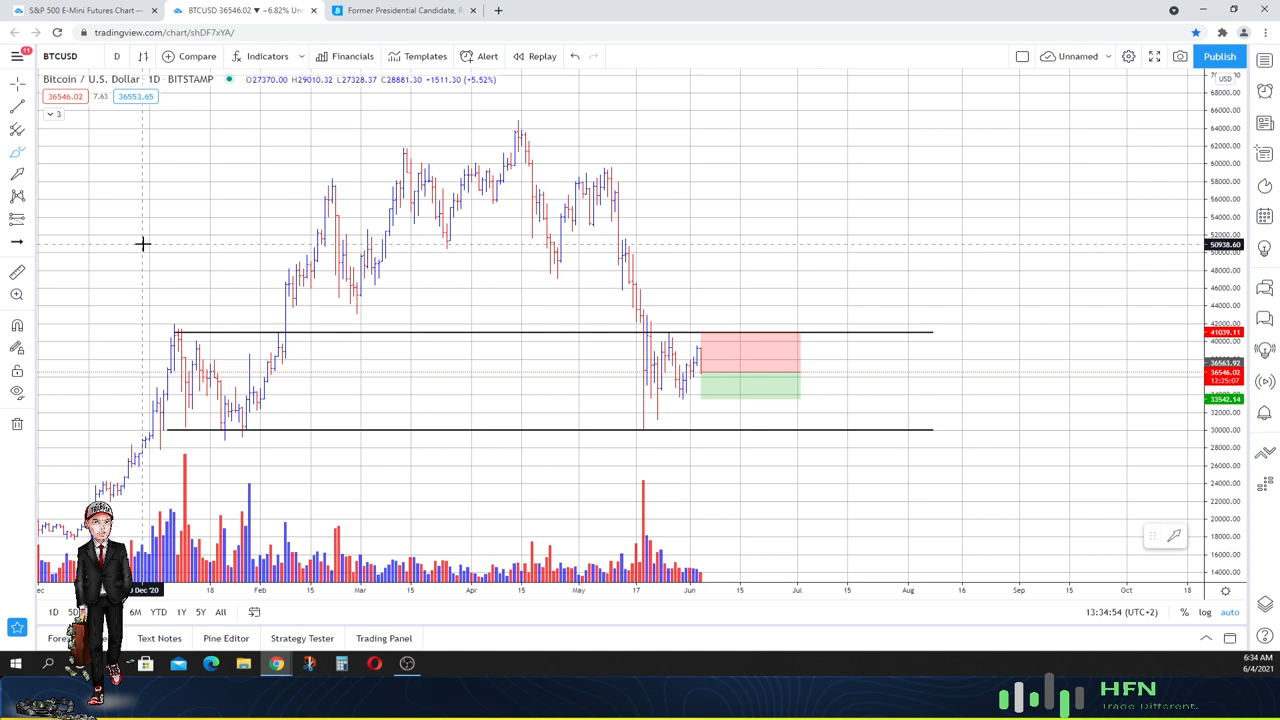 S&P 500 E-Mini Futures Chart —
BTCUSD 36546.02 ▼ −6.82% Un
Former Presidential Candidate, R
tradingview.com/chart/shDF7xYA/
11
BTCUSD
D
Compare
Indicators
Financials
Templates
Alert
Replay
Unnamed
Publish
Bitcoin / U.S. Dollar · 1D · BITSTAMP
O27370.00 H29010.32 L27328.37 C28881.30 +1511.30 (+5.52%)
36546.02
7.63
36553.65
3
USD
68000.00
66000.00
64000.00
62000.00
60000.00
58000.00
56000.00
54000.00
52000.00
50938.60
50000.00
48000.00
46000.00
44000.00
42000.00
41039.11
40000.00
36563.92
36546.02
12:25:07
33542.14
32000.00
30000.00
28000.00
26000.00
24000.00
22000.00
20000.00
18000.00
16000.00
14000.00
Dec '20
18
Feb
15
Mar
15
Apr
15
May
17
Jun
15
Jul
15
Aug
16
Sep
15
Oct
18
1D
5D
6M
YTD
1Y
5Y
All
13:34:54 (UTC+2)
%
log
auto
Text Notes
Pine Editor
Strategy Tester
Trading Panel
6:34 AM
6/4/2021
HFN
Trade Different.